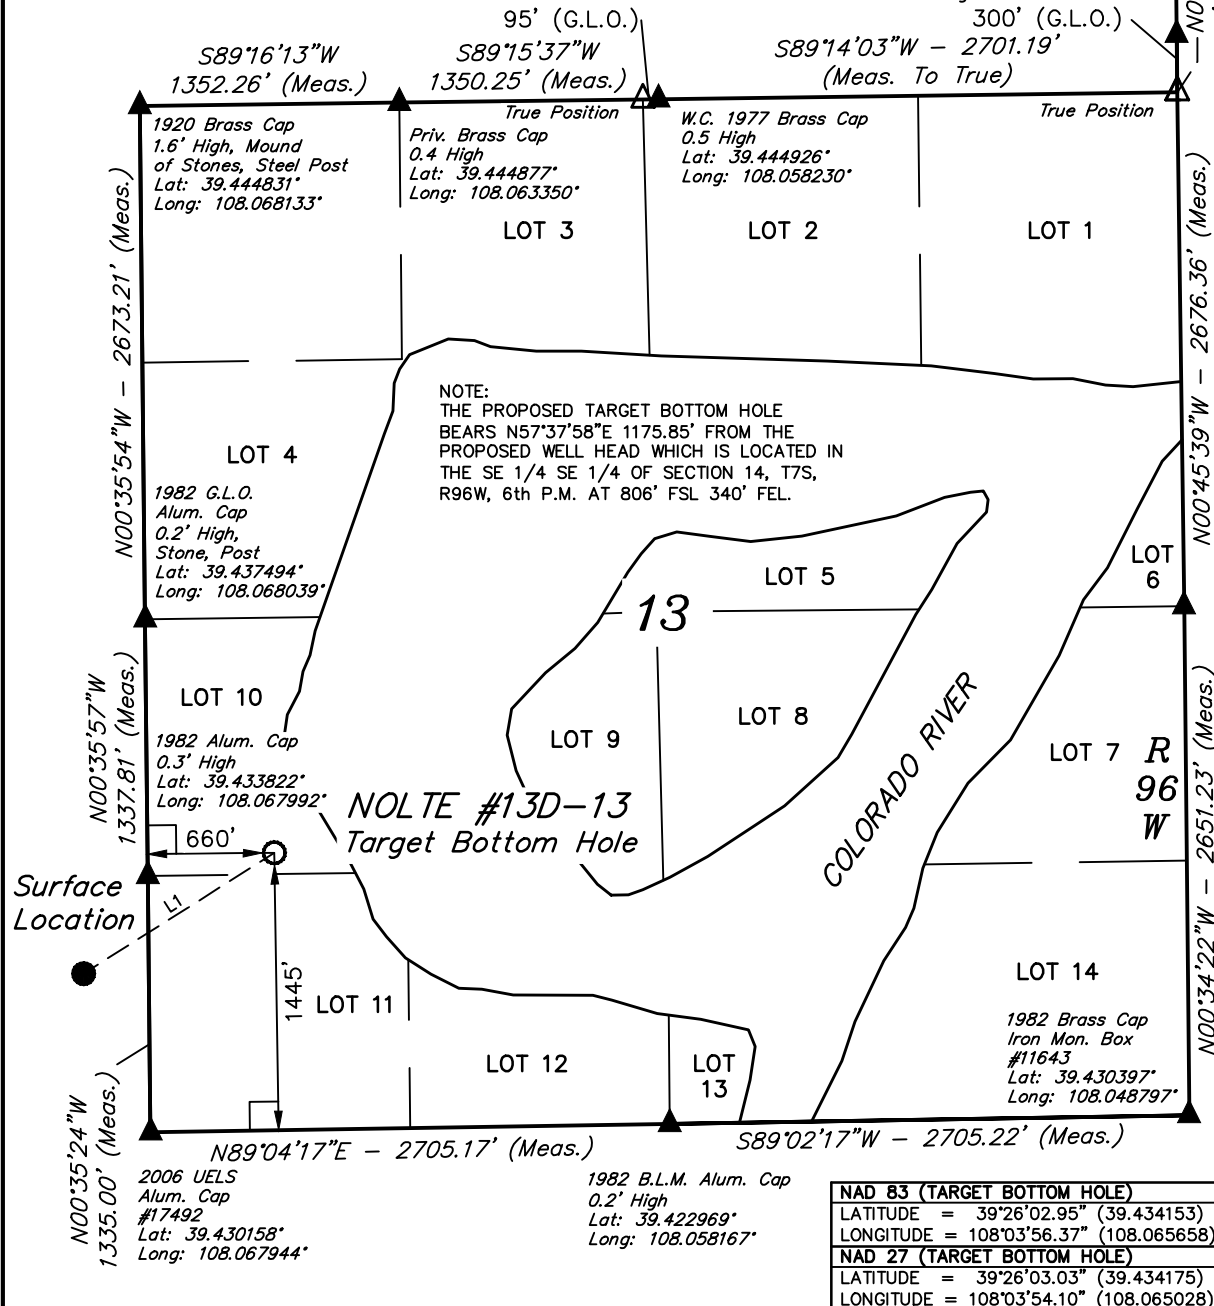 95' (G.L.O.)
300' (G.L.O.)
S89°16'13"W
1352.26' (Meas.)
S89°15'37"W
1350.25' (Meas.)
S89°14'03"W - 2701.19'
(Meas. To True)
True Position
True Position
1920 Brass Cap
1.6' High, Mound
of Stones, Steel Post
Lat: 39.444831°
Long: 108.068133°
Priv. Brass Cap
0.4 High
Lat: 39.444877°
Long: 108.063350°
W.C. 1977 Brass Cap
0.5 High
Lat: 39.444926°
Long: 108.058230°
LOT 3
LOT 2
LOT 1
N00°35'54"W - 2673.21' (Meas.)
N00°45'39"W - 2676.36' (Meas.)
NOTE:
THE PROPOSED TARGET BOTTOM HOLE
BEARS N57°37'58"E 1175.85' FROM THE
PROPOSED WELL HEAD WHICH IS LOCATED IN
THE SE 1/4 SE 1/4 OF SECTION 14, T7S,
R96W, 6th P.M. AT 806' FSL 340' FEL.
LOT 4
1982 G.L.O.
Alum. Cap
0.2' High,
Stone, Post
Lat: 39.437494°
Long: 108.068039°
LOT 5
LOT
6
13
LOT 10
N00°35'57"W
1337.81' (Meas.)
1982 Alum. Cap
0.3' High
Lat: 39.433822°
Long: 108.067992°
LOT 9
LOT 8
COLORADO RIVER
LOT 7
R
96
W
N00°34'22"W - 2651.23' (Meas.)
NOLTE #13D-13
Target Bottom Hole
660'
Surface
Location
L1
1445'
LOT 11
LOT 12
LOT
13
LOT 14
1982 Brass Cap
Iron Mon. Box
#11643
Lat: 39.430397°
Long: 108.048797°
N00°35'24"W
1335.00' (Meas.)
N89°04'17"E - 2705.17' (Meas.)
S89°02'17"W - 2705.22' (Meas.)
2006 UELS
Alum. Cap
#17492
Lat: 39.430158°
Long: 108.067944°
1982 B.L.M. Alum. Cap
0.2' High
Lat: 39.422969°
Long: 108.058167°
NAD 83 (TARGET BOTTOM HOLE)
LATITUDE = 39°26'02.95" (39.434153)
LONGITUDE = 108°03'56.37" (108.065658)
NAD 27 (TARGET BOTTOM HOLE)
LATITUDE = 39°26'03.03" (39.434175)
LONGITUDE = 108°03'54.10" (108.065028)